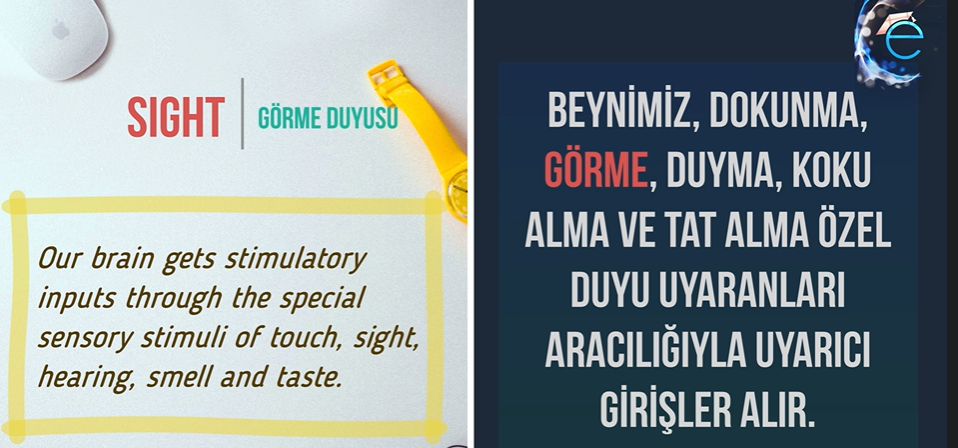 SIGHT | GÖRME DUYUSU
Our brain gets stimulatory
inputs through the special
sensory stimuli of touch, sight,
hearing, smell and taste.
e
BEYNİMİZ, DOKUNMA,
GÖRME, DUYMA, KOKU
ALMA VE TAT ALMA ÖZEL
DUYU UYARANLARI
ARACILIĞIYLA UYARICI
GİRİŞLER ALIR.